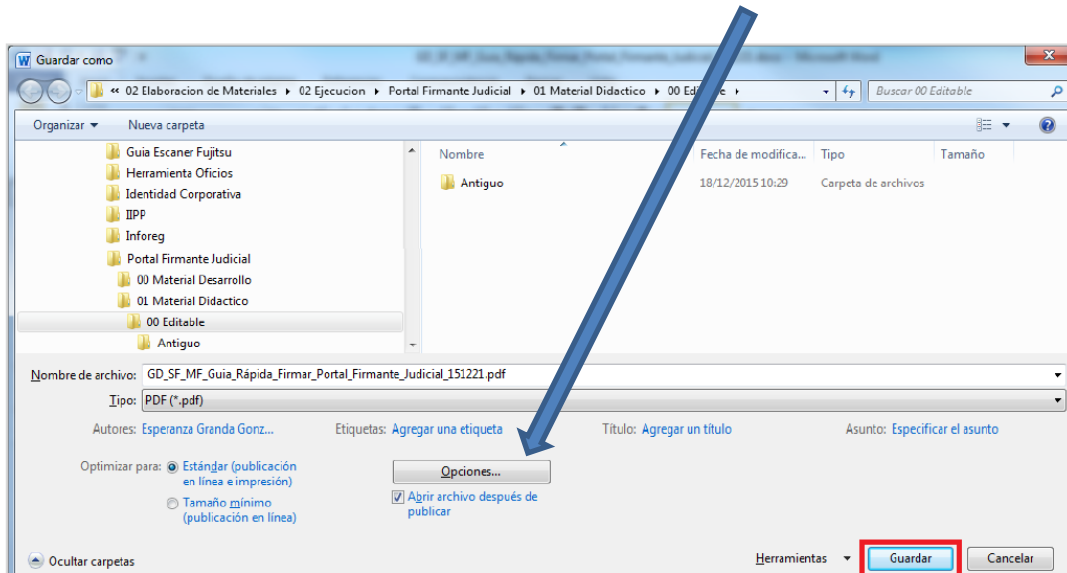 Guardar como
« 02 Elaboracion de Materiales ▸ 02 Ejecucion ▸ Portal Firmante Judicial ▸ 01 Material Didactico ▸ 00 Editable ▸ Buscar 00 Editable
Organizar Nueva carpeta
Nombre Fecha de modifica... Tipo Tamaño
Guia Escaner Fujitsu
Herramienta Oficios
Antiguo 18/12/2015 10:29 Carpeta de archivos
Identidad Corporativa
IIPP
Inforeg
Portal Firmante Judicial
00 Material Desarrollo
01 Material Didactico
00 Editable
Antiguo
Nombre de archivo: GD_SF_MF_Guia_Rápida_Firmar_Portal_Firmante_Judicial_151221.pdf
Tipo: PDF (*.pdf)
Autores: Esperanza Granda Gonz... Etiquetas: Agregar una etiqueta Título: Agregar un título Asunto: Especificar el asunto
Optimizar para: Estándar (publicación
en línea e impresión)
Tamaño mínimo
(publicación en línea)
Opciones...
Abrir archivo después de
publicar
Ocultar carpetas Herramientas Guardar Cancelar